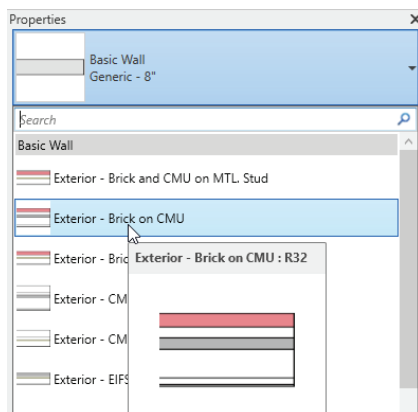 Properties
Basic Wall
Generic - 8"
Search
Basic Wall
Exterior - Brick and CMU on MTL. Stud
Exterior - Brick on CMU
Exterior - Bric
Exterior - Brick on CMU : R32
Exterior - CM
Exterior - CM
Exterior - EIFS